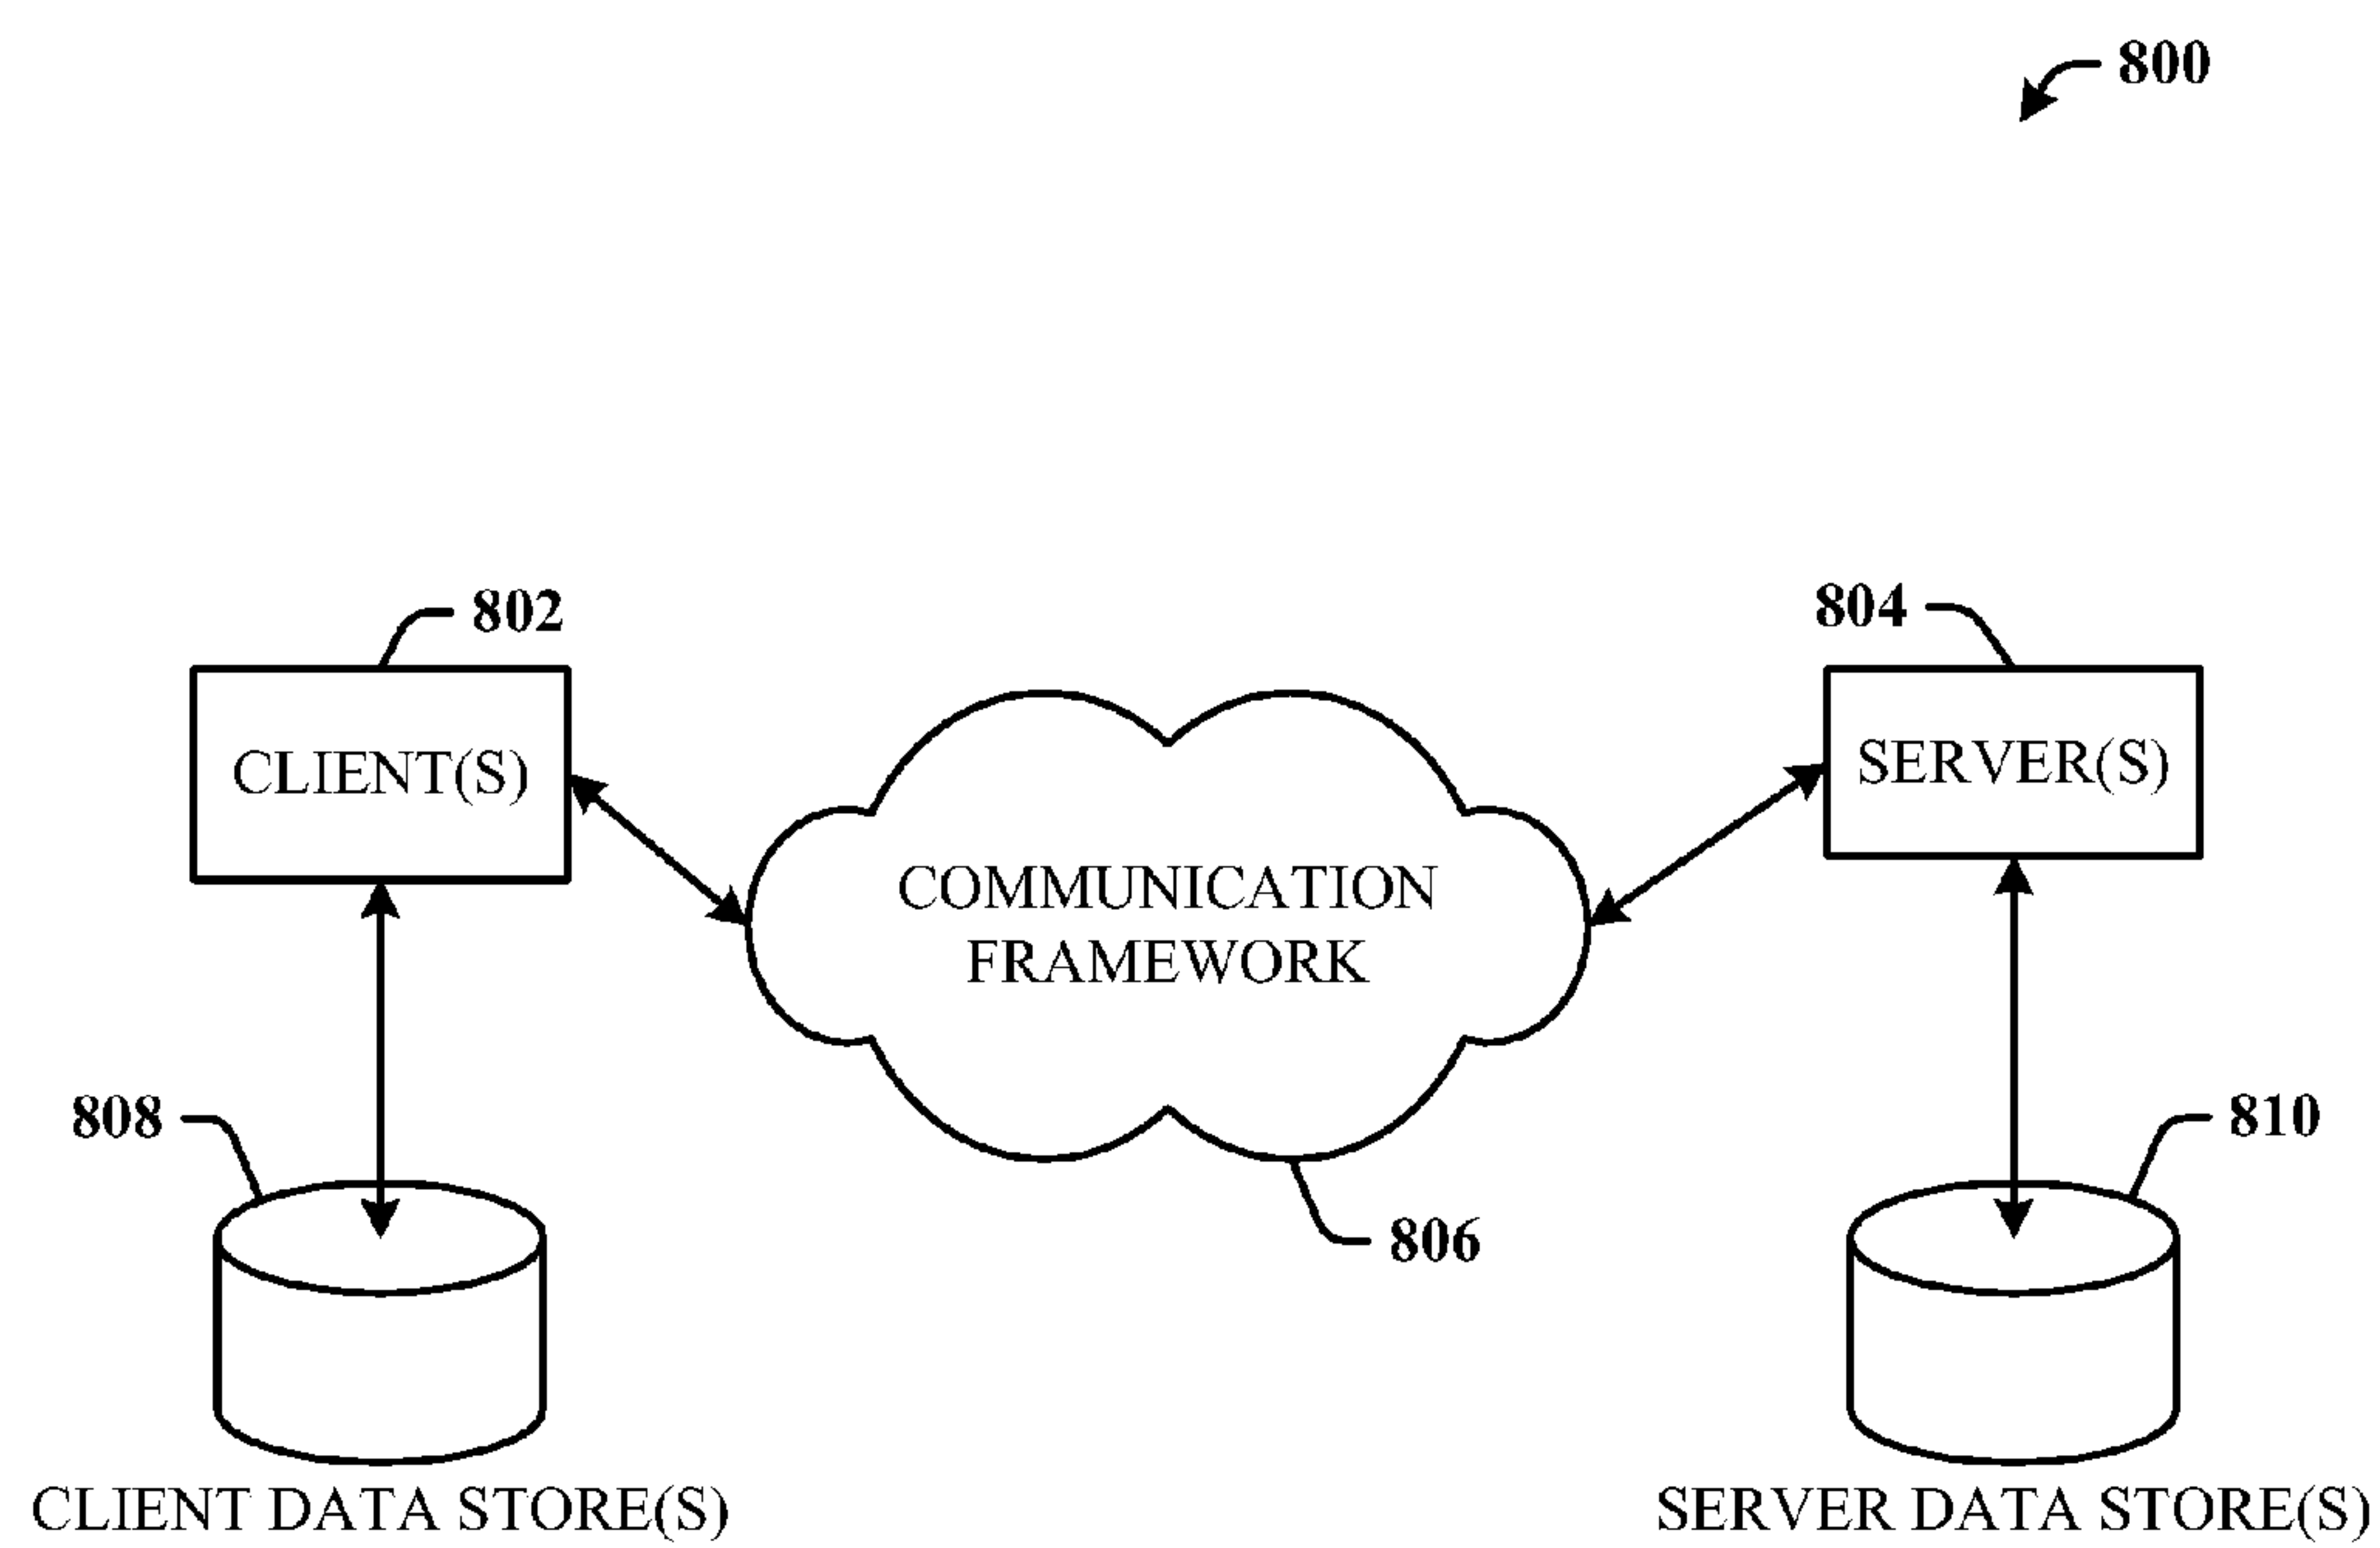 800
802
804
CLIENT(S)
SERVER(S)
COMMUNICATION
FRAMEWORK
808
810
806
CLIENT DATA STORE(S)
SERVER DATA STORE(S)